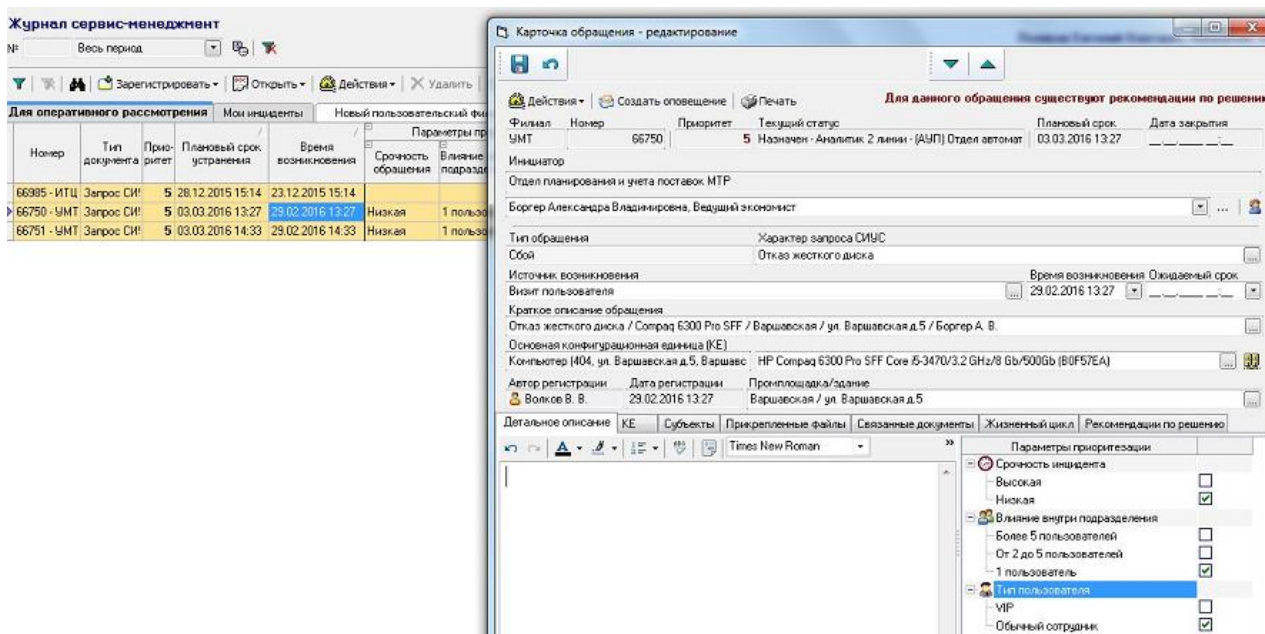 Журнал сервис-менеджмент
№ Весь период
Зарегистрировать Открыть Действия Удалить
Для оперативного рассмотрения Мои инциденты Новый пользовательский
Параметры
Номер Тип документа Приоритет Плановый срок устранения Время возникновения Срочность обращения Влияние
66985 - ИТЦ Запрос СИ 5 28.12.2015 15:14 23.12.2015 15:14
66750 - УМТ Запрос СИ 5 03.03.2016 13:27 29.02.2016 13:27 Низкая 1
66751 - УМТ Запрос СИ 5 03.03.2016 14:33 29.02.2016 14:33 Низкая 1
Карточка обращения - редактирование
Действия Создать оповещение Печать Для данного обращения существуют рекомендации по
Филиал Номер Приоритет Текущий статус Плановый срок Дата закрытия
УМТ 66750 5 Назначен - Аналитик 2 линии - (АУП) Отдел автомат 03.03.2016 13:27 __.__.____ __:__
Инициатор
Отдел планирования и учета поставок МТР
Боргер Александра Владимировна, Ведущий экономист ...
Тип обращения Характер запроса СИУС
Сбой Отказ жесткого диска
Источник возникновения Время возникновения Ожидаемый срок
Визит пользователя 29.02.2016 13:27 __.__.____ __:__
Краткое описание обращения
Отказ жесткого диска / Compaq 6300 Pro SFF / Варшавская / ул. Варшавская д.5 / Боргер А. В.
Основная конфигурационная единица (КЕ)
Компьютер (404, ул. Варшавская д.5, Варшавс HP Compaq 6300 Pro SFF Core i5-3470/3.2 GHz/8 Gb/500Gb (B0F57EA)
Автор регистрации Дата регистрации Промплощадка/здание
Волков В. В. 29.02.2016 13:27 Варшавская / ул. Варшавская д.5
Детальное описание КЕ Субъекты Прикрепленные файлы Связанные документы Жизненный цикл Рекомендации по решению
Times New Roman »
Параметры приоритезации
Срочность инцидента
Высокая
Низкая
Влияние внутри подразделения
Более 5 пользователей
От 2 до 5 пользователей
1 пользователь
Тип пользователя
VIP
Обычный сотрудник